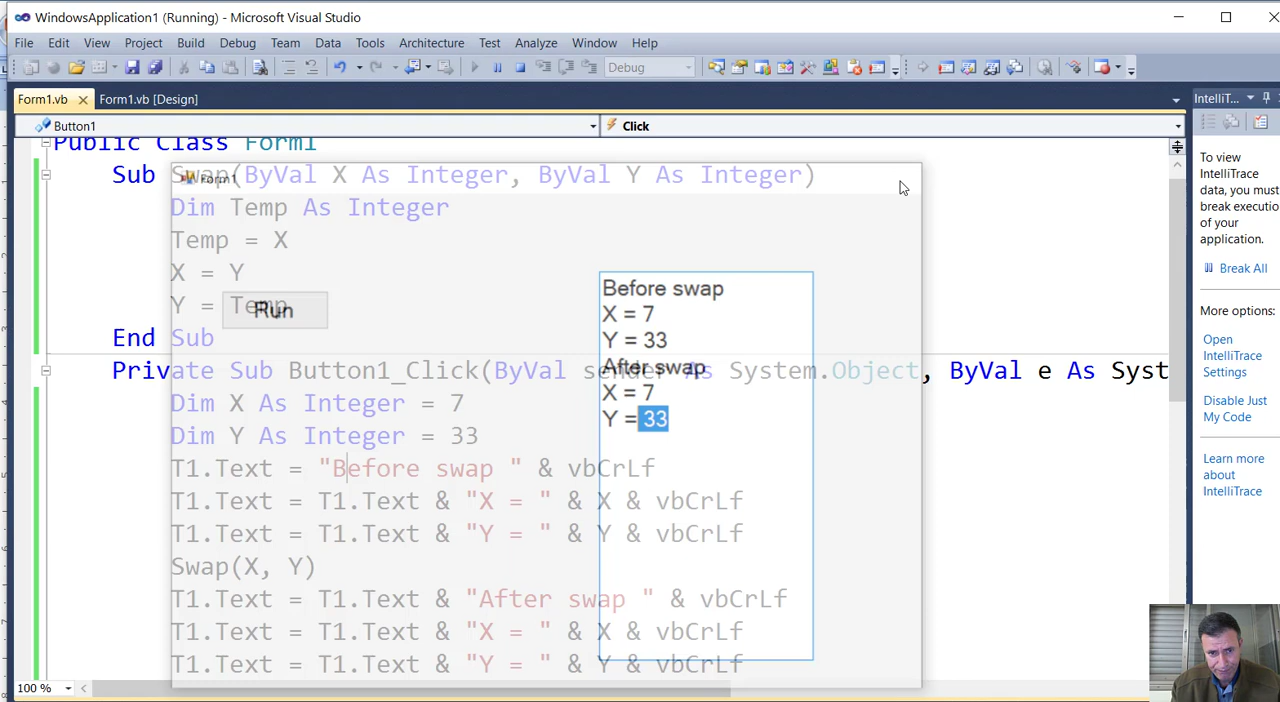 WindowsApplication1 (Running) - Microsoft Visual Studio
File Edit View Project Build Debug Team Data Tools Architecture Test Analyze Window Help
Debug
Form1.vb Form1.vb [Design]
IntelliT...
Button1
Click
Public Class Form1
Sub Swap(ByVal X As Integer, ByVal Y As Integer)
Form1
Dim Temp As Integer
Temp = X
X = Y
Y = Temp
Run
End Sub
Before swap
X = 7
Y = 33
After swap
X = 7
Y = 33
Private Sub Button1_Click(ByVal sender As System.Object, ByVal e As Syst
Dim X As Integer = 7
Dim Y As Integer = 33
T1.Text = "Before swap " & vbCrLf
T1.Text = T1.Text & "X = " & X & vbCrLf
T1.Text = T1.Text & "Y = " & Y & vbCrLf
Swap(X, Y)
T1.Text = T1.Text & "After swap " & vbCrLf
T1.Text = T1.Text & "X = " & X & vbCrLf
T1.Text = T1.Text & "Y = " & Y & vbCrLf
100 %
To view
IntelliTrace
data, you must
break executio
of your
application.
Break All
More options:
Open
IntelliTrace
Settings
Disable Just
My Code
Learn more
about
IntelliTrace